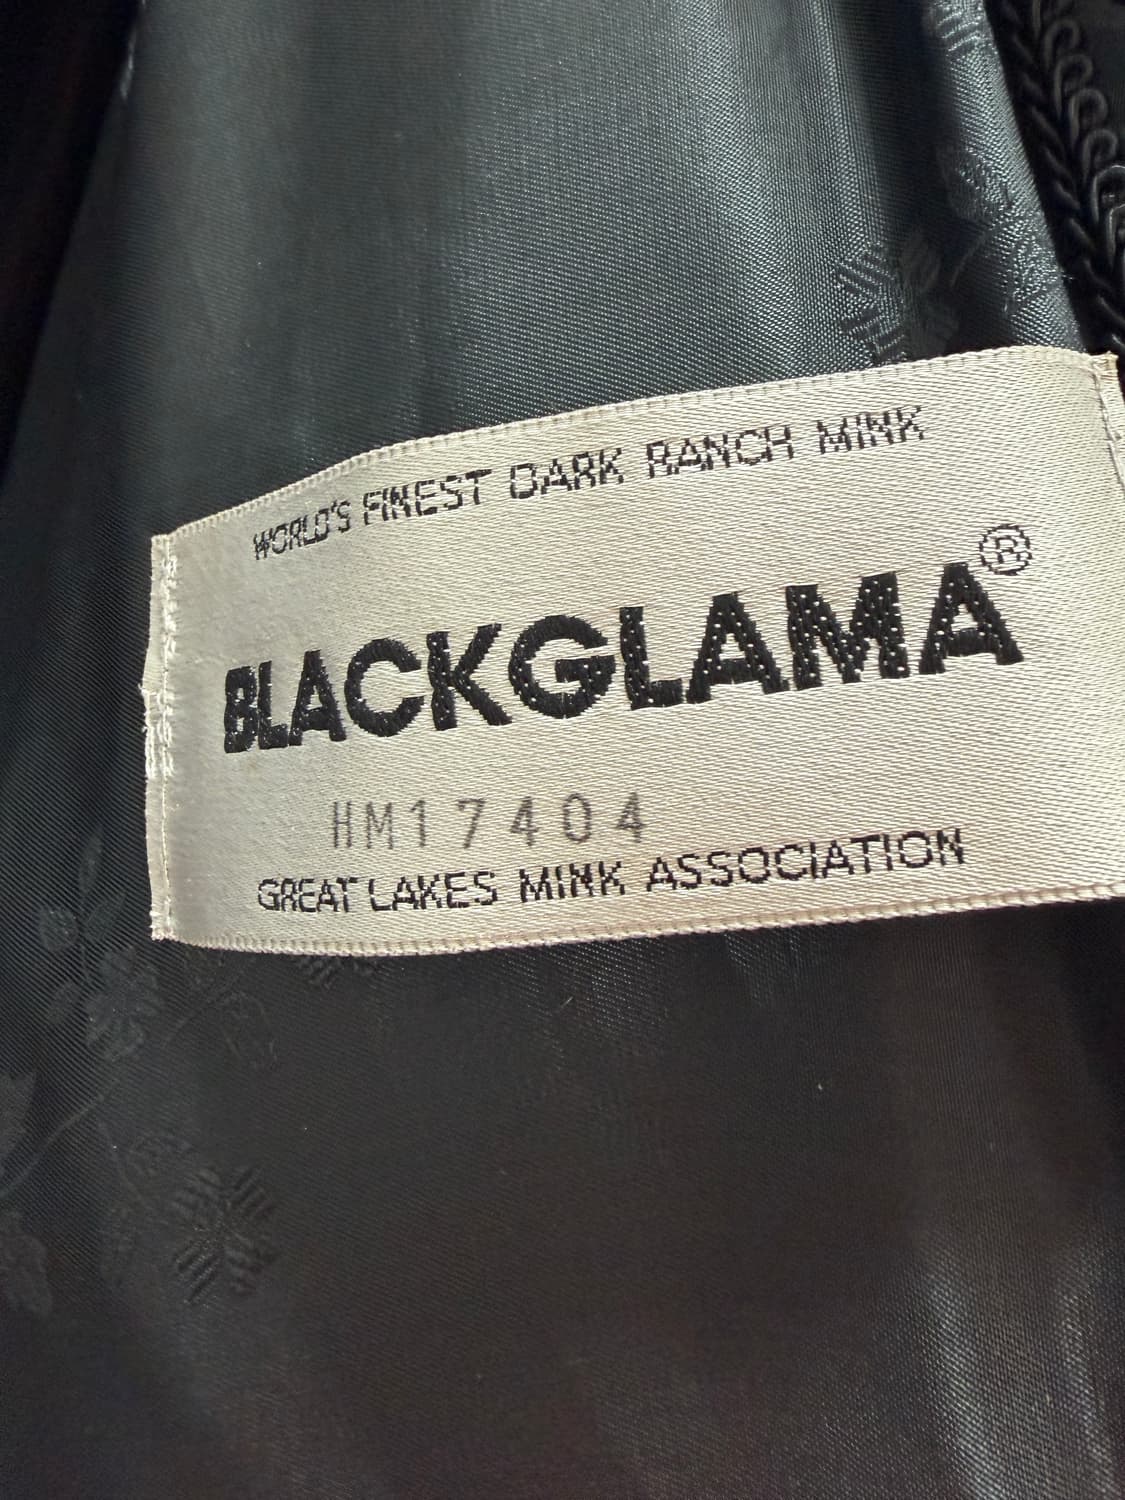 WORLD'S FINEST DARK RANCH MINK
BLACKGLAMA®
HM17404
GREAT LAKES MINK ASSOCIATION